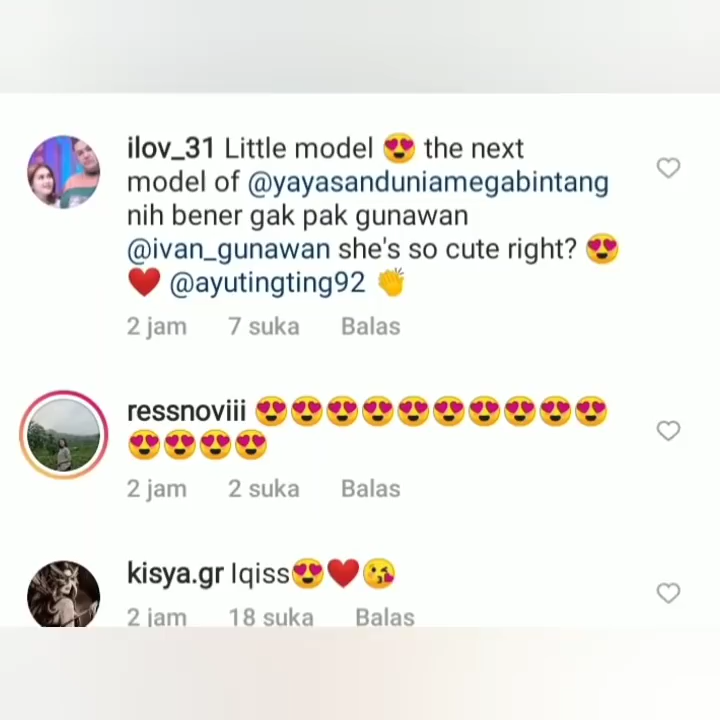 ilov_31 Little model 😍 the next
model of @yayasanduniamegabintang
nih bener gak pak gunawan
@ivan_gunawan she's so cute right? 😍
❤️ @ayutingting92 👏
2 jam 7 suka Balas
ressnoviii 😍😍😍😍😍😍😍😍😍😍
😍😍😍😍
2 jam 2 suka Balas
kisya.gr Iqiss😍❤️😘
2 jam 18 suka Balas